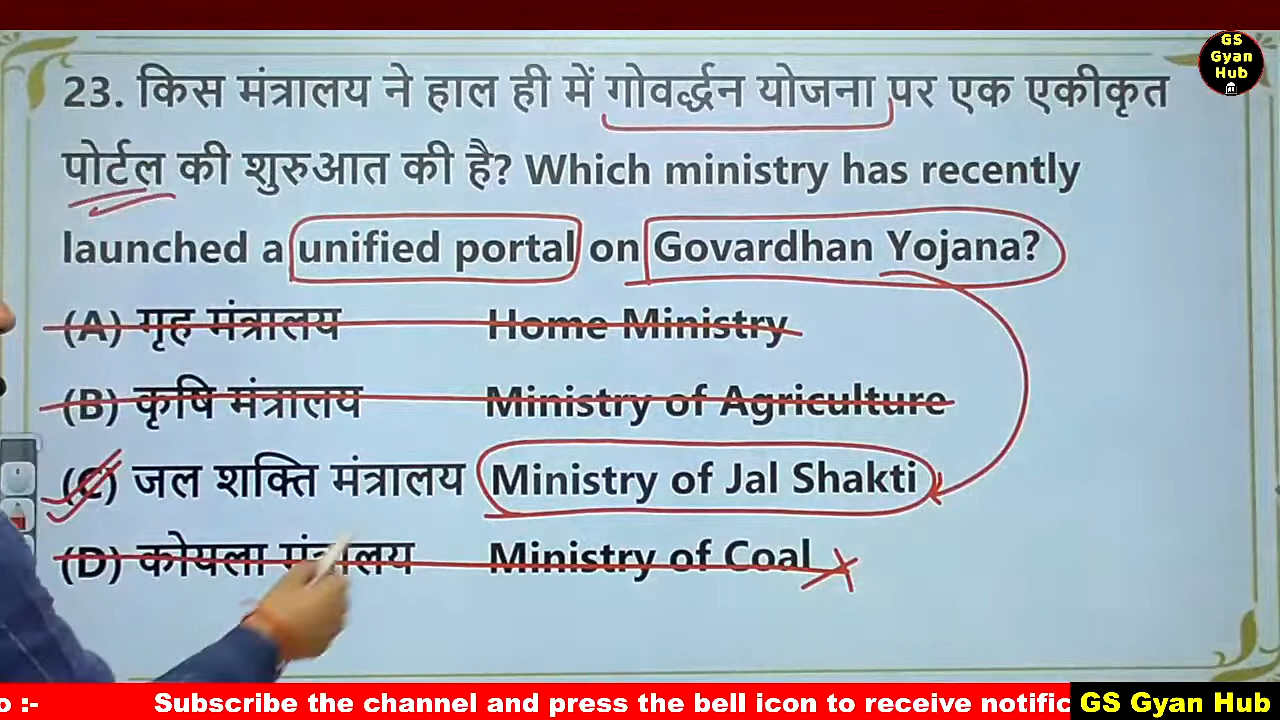 GS
Gyan
Hub
23. किस मंत्रालय ने हाल ही में गोवर्द्धन योजना पर एक एकीकृत
पोर्टल की शुरुआत की है? Which ministry has recently
launched a unified portal on Govardhan Yojana?
(A) गृह मंत्रालय Home Ministry
(B) कृषि मंत्रालय Ministry of Agriculture
(C) जल शक्ति मंत्रालय Ministry of Jal Shakti
(D) कोयला मंत्रालय Ministry of Coal
o :- Subscribe the channel and press the bell icon to receive notific GS Gyan Hub